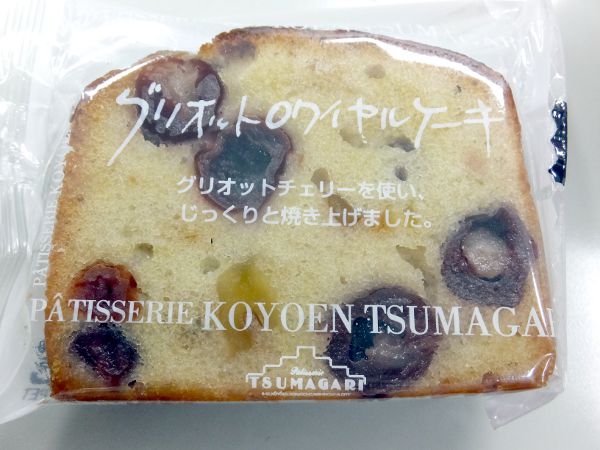 グリオットロワイヤルケーキ
グリオットチェリーを使い、
じっくりと焼き上げました。
PÂTISSERIE KOYOEN TSUMAGARI
Patisserie
TSUMAGARI
PÂTISSERIE KO